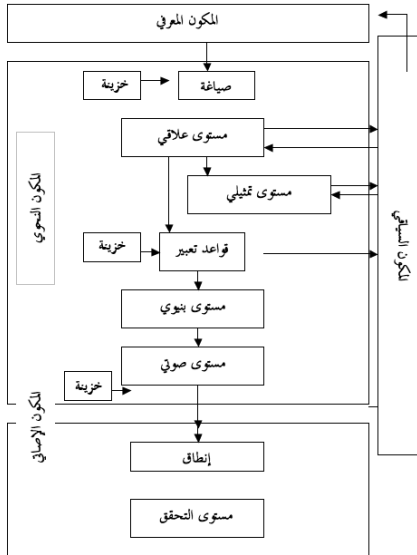 المكون المعرفي
خزينة
صياغة
مستوى علاقي
مستوى تمثيلي
المكون النحوي
المكون السياقي
خزينة
قواعد تعبير
مستوى بنيوي
مستوى صوتي
خزينة
المكون الإصاتي
إنطاق
مستوى التحقق